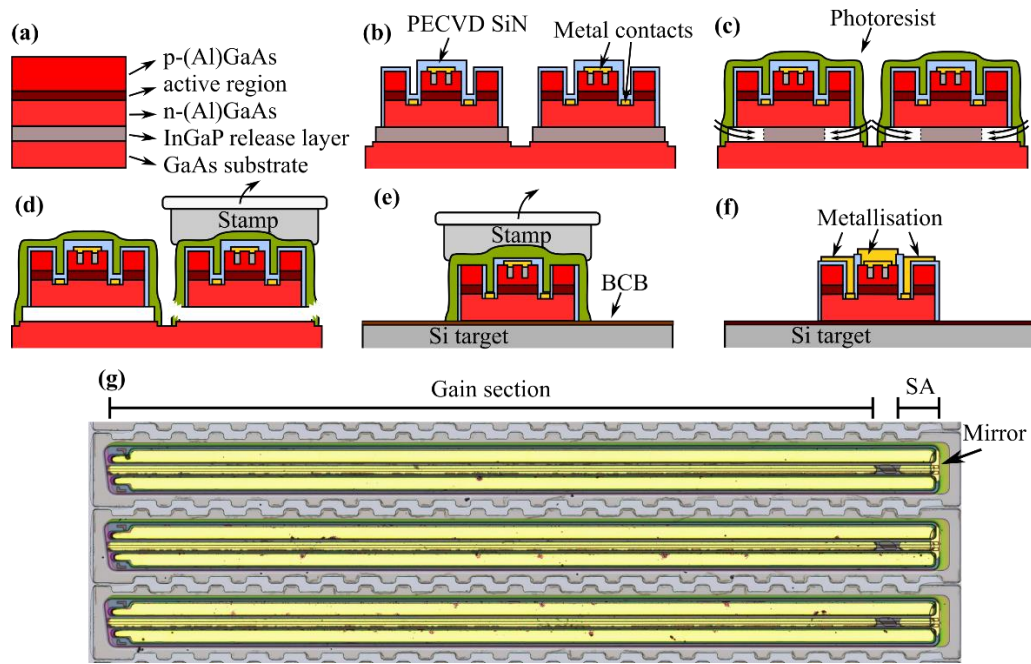 (a)
p-(Al)GaAs
active region
n-(Al)GaAs
InGaP release layer
GaAs substrate
(b)
PECVD SiN
Metal contacts
(c)
Photoresist
(d)
Stamp
(e)
Stamp
BCB
Si target
(f)
Metallisation
Si target
(g)
Gain section
SA
Mirror